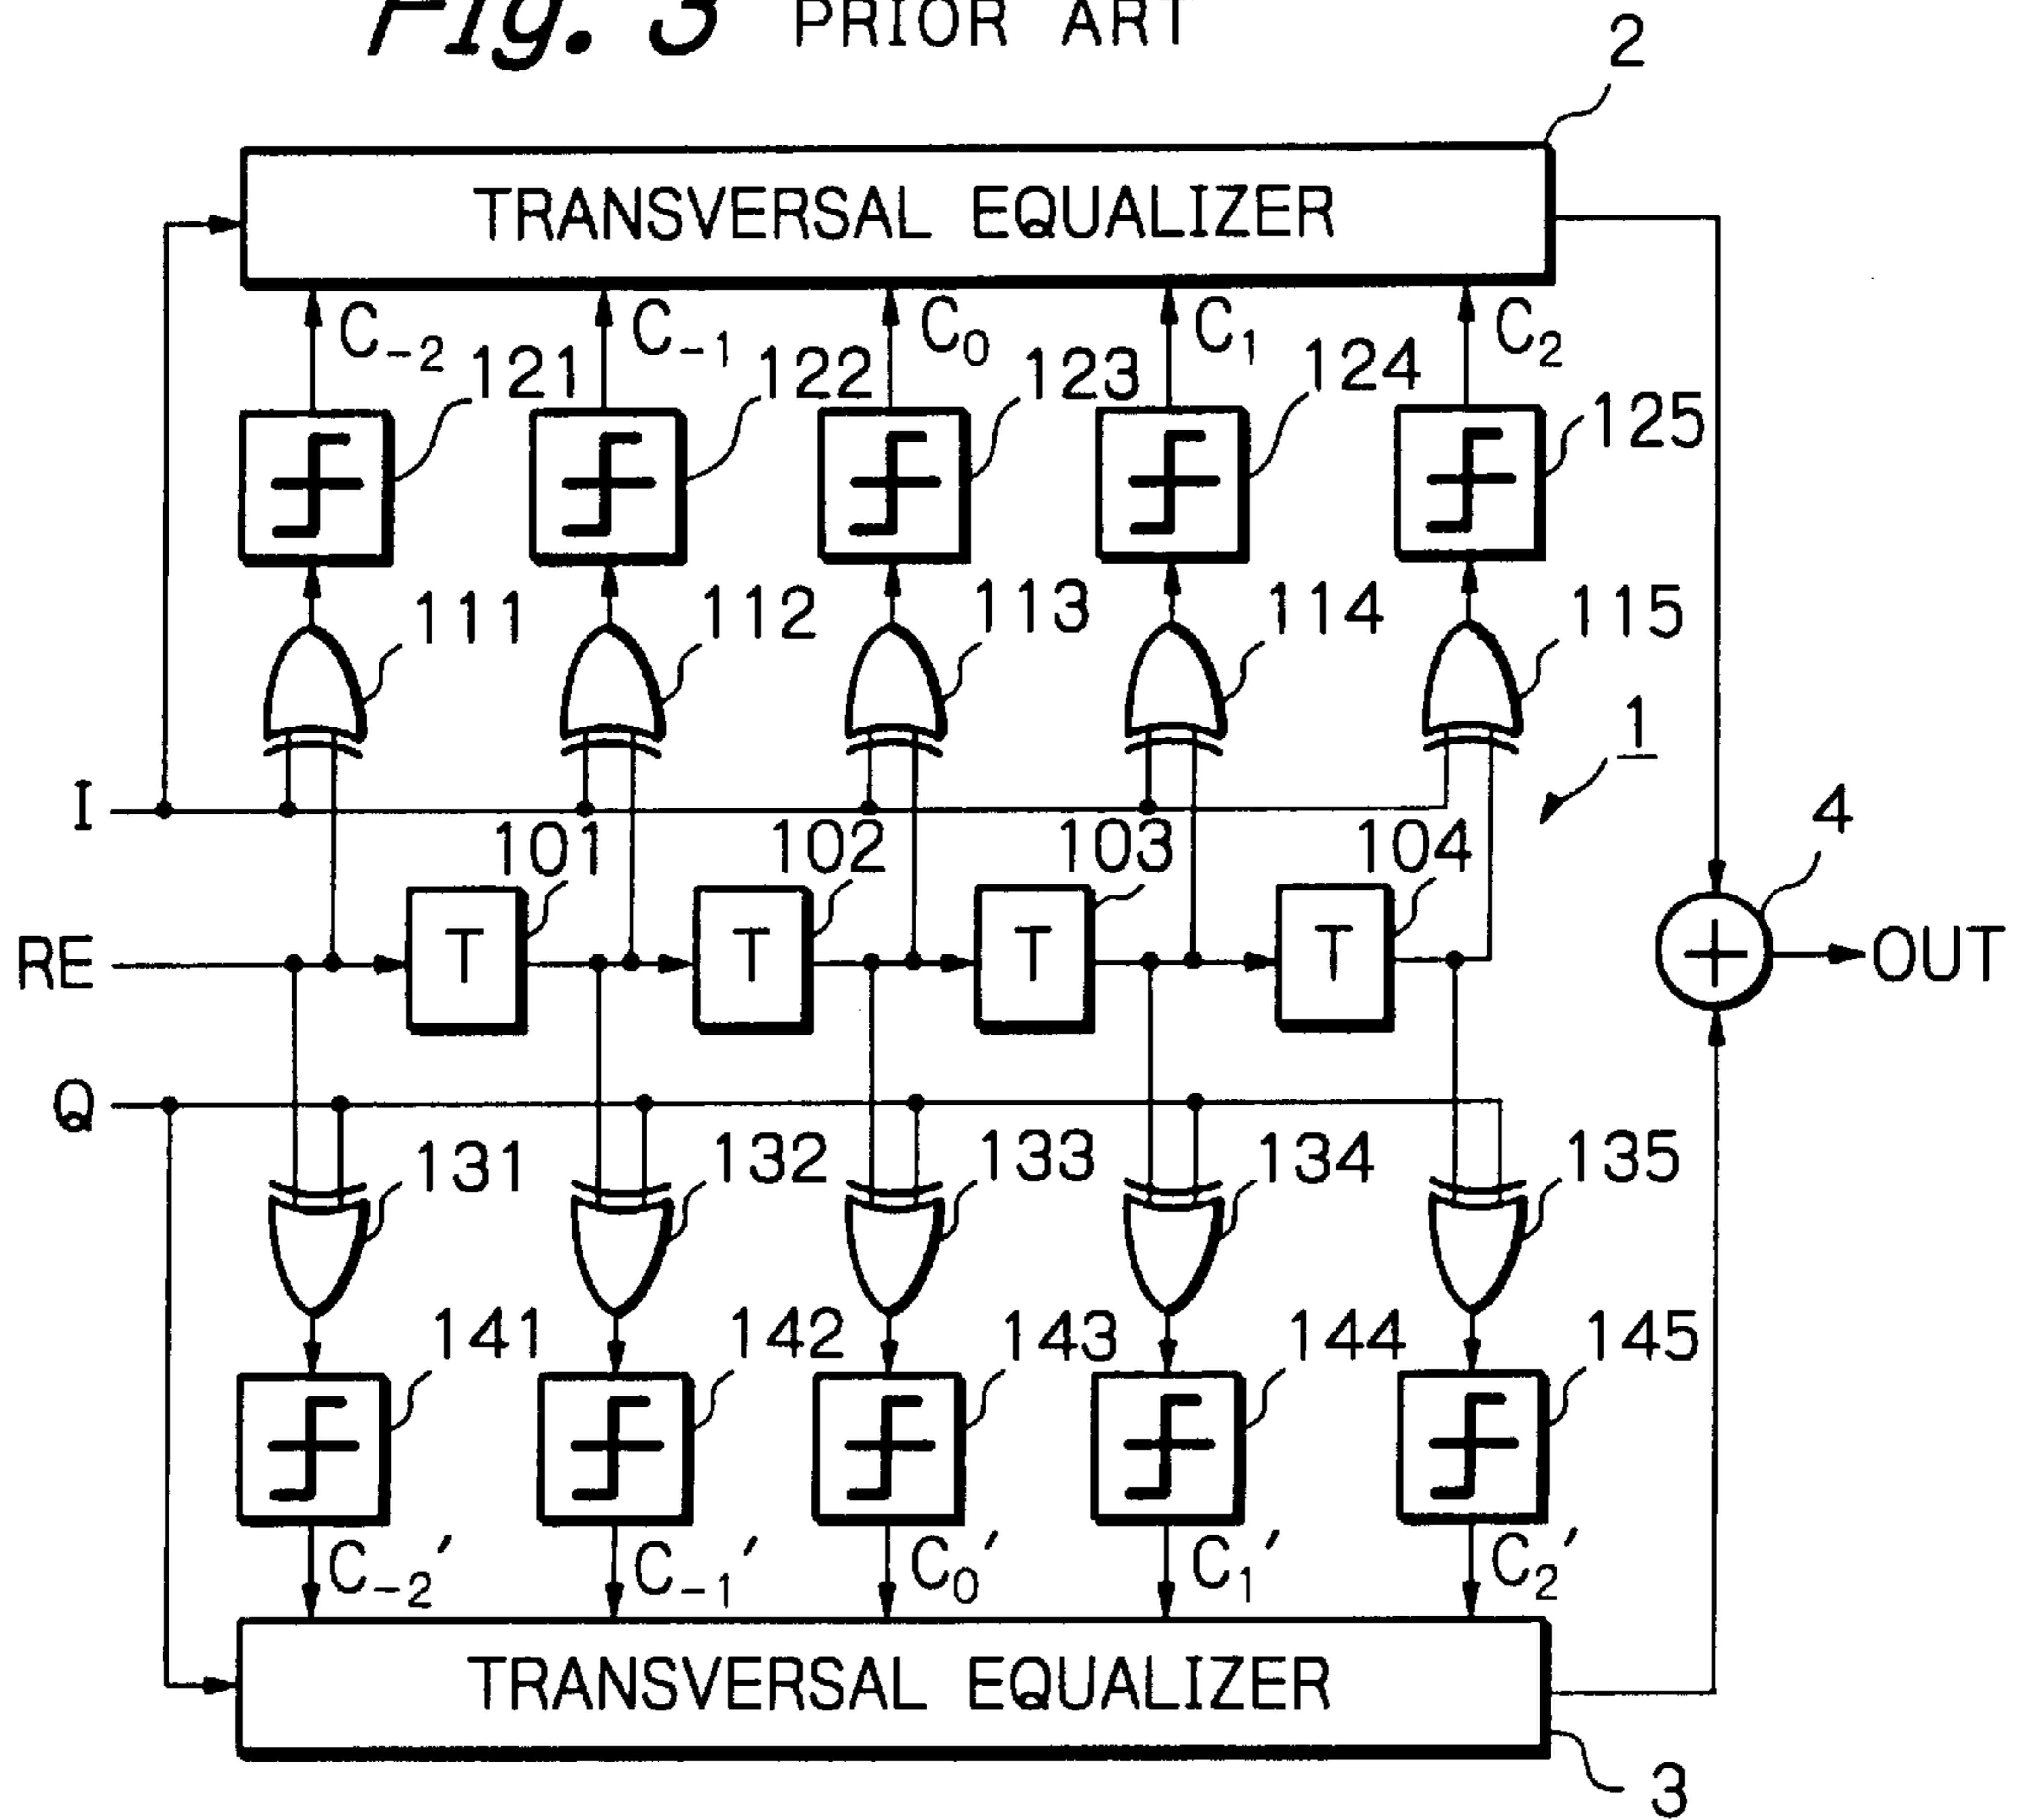 Fig. 3 PRIOR ART
2
TRANSVERSAL EQUALIZER
C-2 C-1 C0 C1 C2
121 122 123 124 125
111 112 113 114 115
1
I
101 102 103 104
4
RE T T T T + OUT
Q
131 132 133 134 135
141 142 143 144 145
C-2' C-1' C0' C1' C2'
TRANSVERSAL EQUALIZER
3